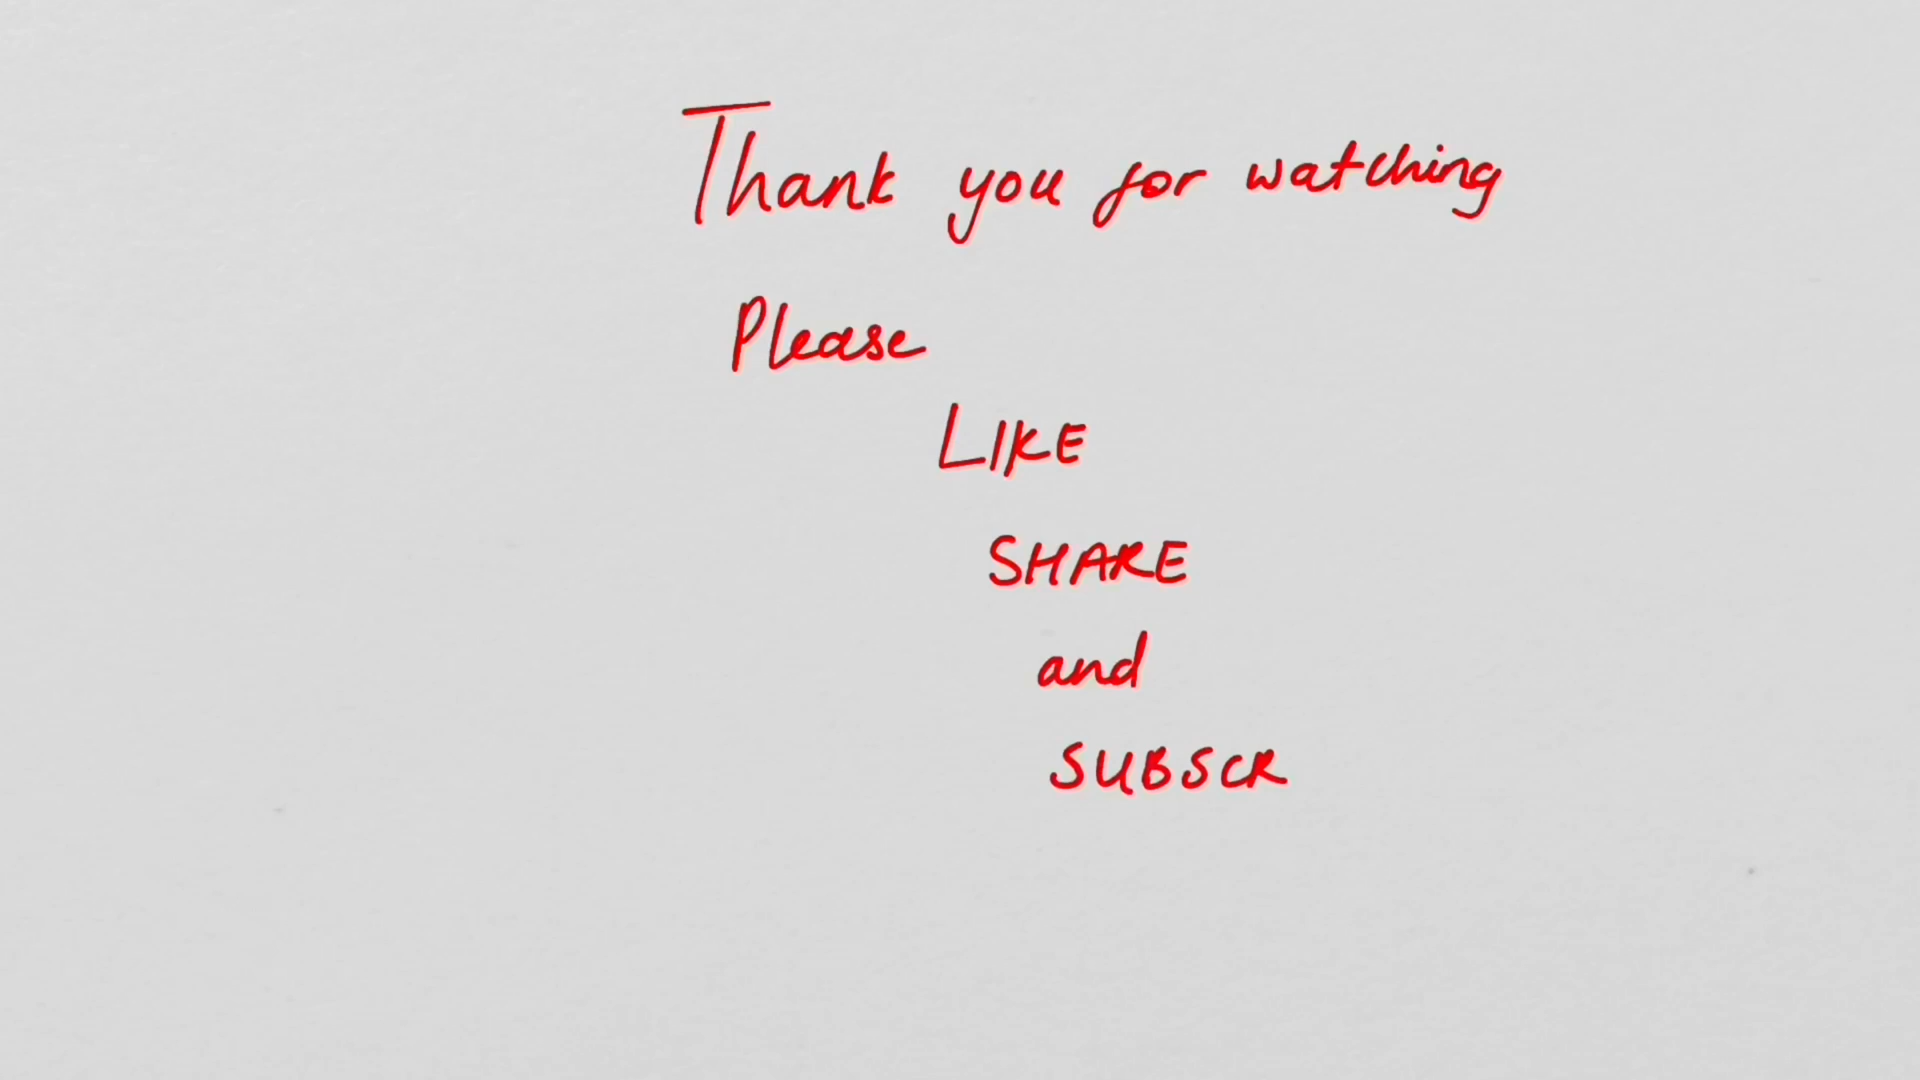 Thank you for watching
Please
LIKE
SHARE
and
SUBSCR